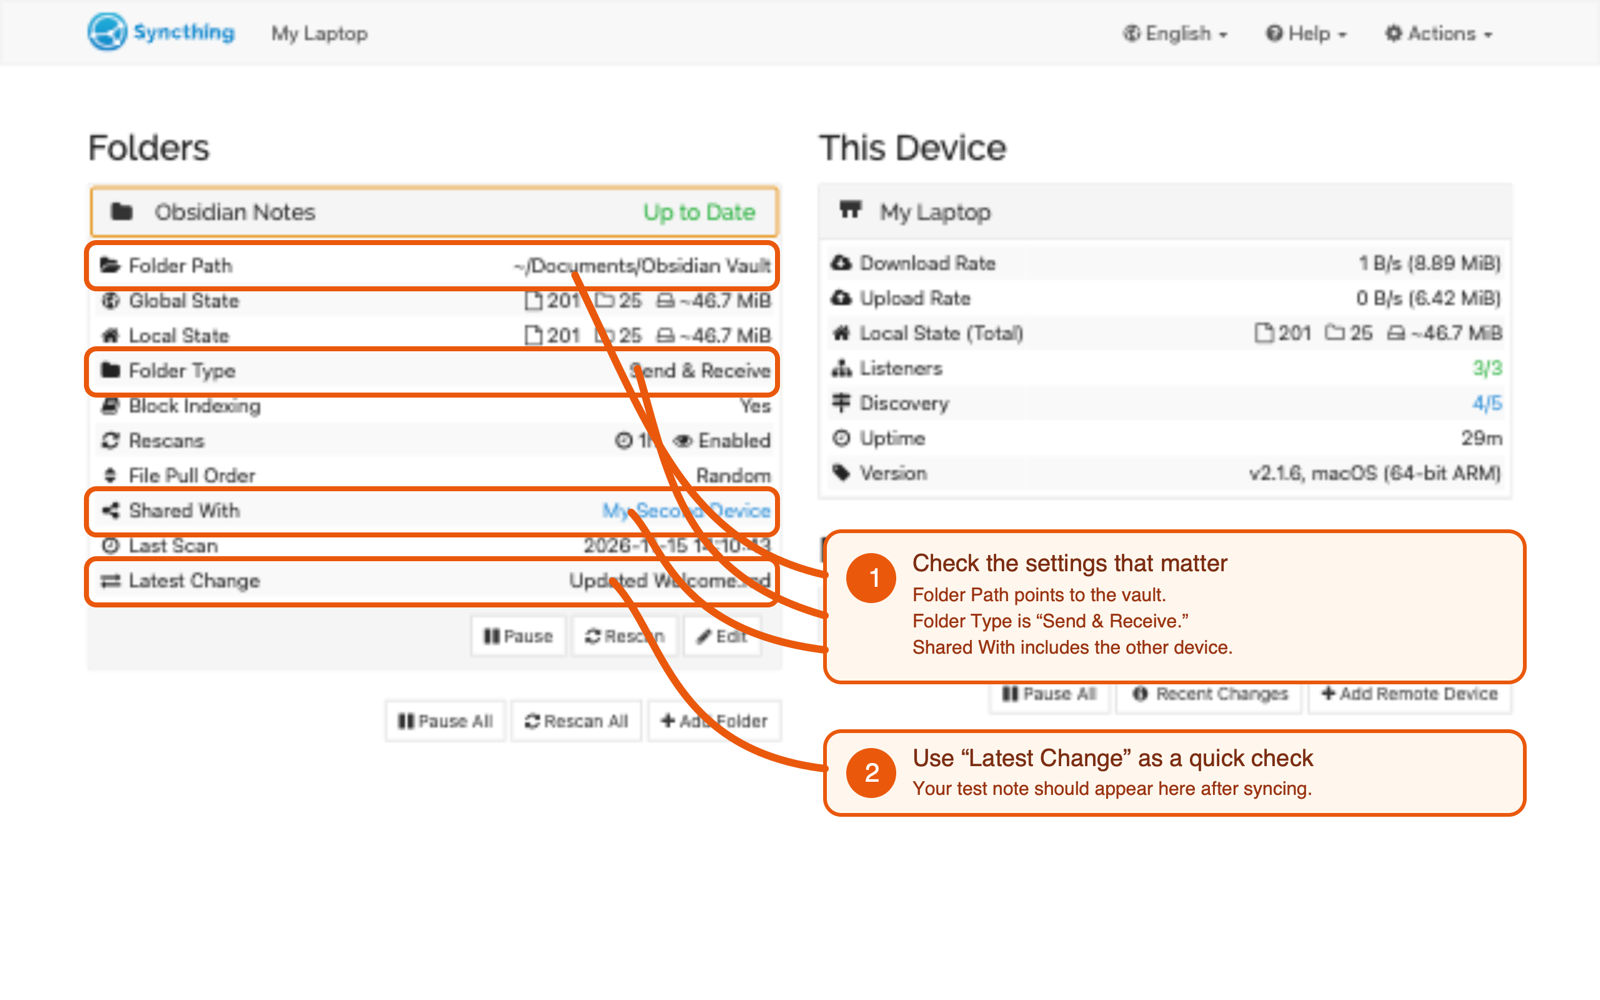 Syncthing
My Laptop
English
Help
Actions
Folders
Obsidian Notes
Up to Date
Folder Path ~/Documents/Obsidian Vault
Global State 201 25 ~46.7 MiB
Local State 201 25 ~46.7 MiB
Folder Type Send & Receive
Block Indexing Yes
Rescans Enabled
File Pull Order Random
Shared With My Second Device
Last Scan
Latest Change Updated
Pause
Rescan
Edit
Pause All
Rescan All
Add Folder
This Device
My Laptop
Download Rate 1 B/s (8.89 MiB)
Upload Rate 0 B/s (6.42 MiB)
Local State (Total) 201 25 ~46.7 MiB
Listeners 3/3
Discovery 4/5
Uptime 29m
Version v2.1.6, macOS (64-bit ARM)
1
Check the settings that matter
Folder Path points to the vault.
Folder Type is “Send & Receive.”
Shared With includes the other device.
Pause All
Recent Changes
Add Remote Device
2
Use “Latest Change” as a quick check
Your test note should appear here after syncing.